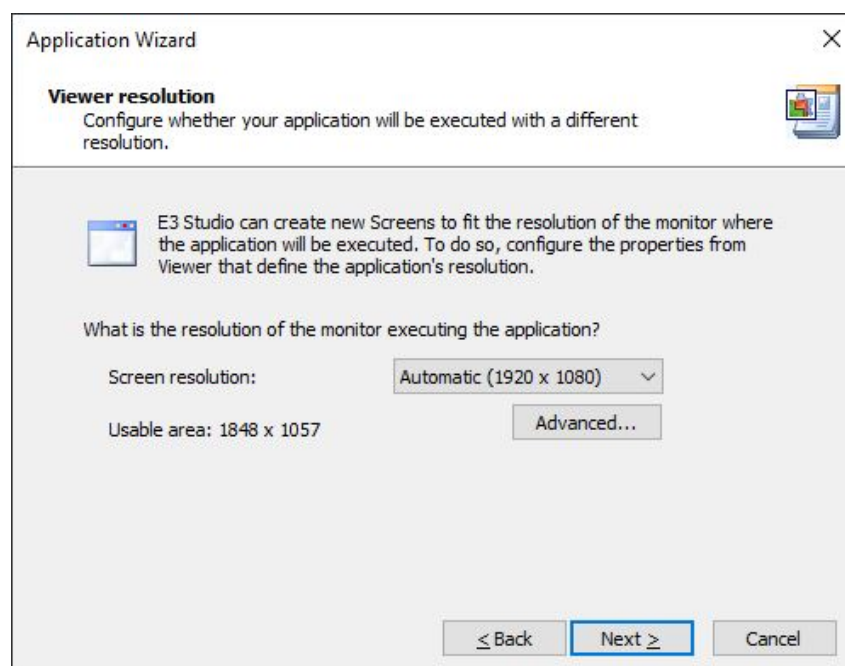 Application Wizard
Viewer resolution
Configure whether your application will be executed with a different
resolution.
E3 Studio can create new Screens to fit the resolution of the monitor where
the application will be executed. To do so, configure the properties from
Viewer that define the application's resolution.
What is the resolution of the monitor executing the application?
Screen resolution: Automatic (1920 x 1080)
Usable area: 1848 x 1057 Advanced...
< Back Next > Cancel